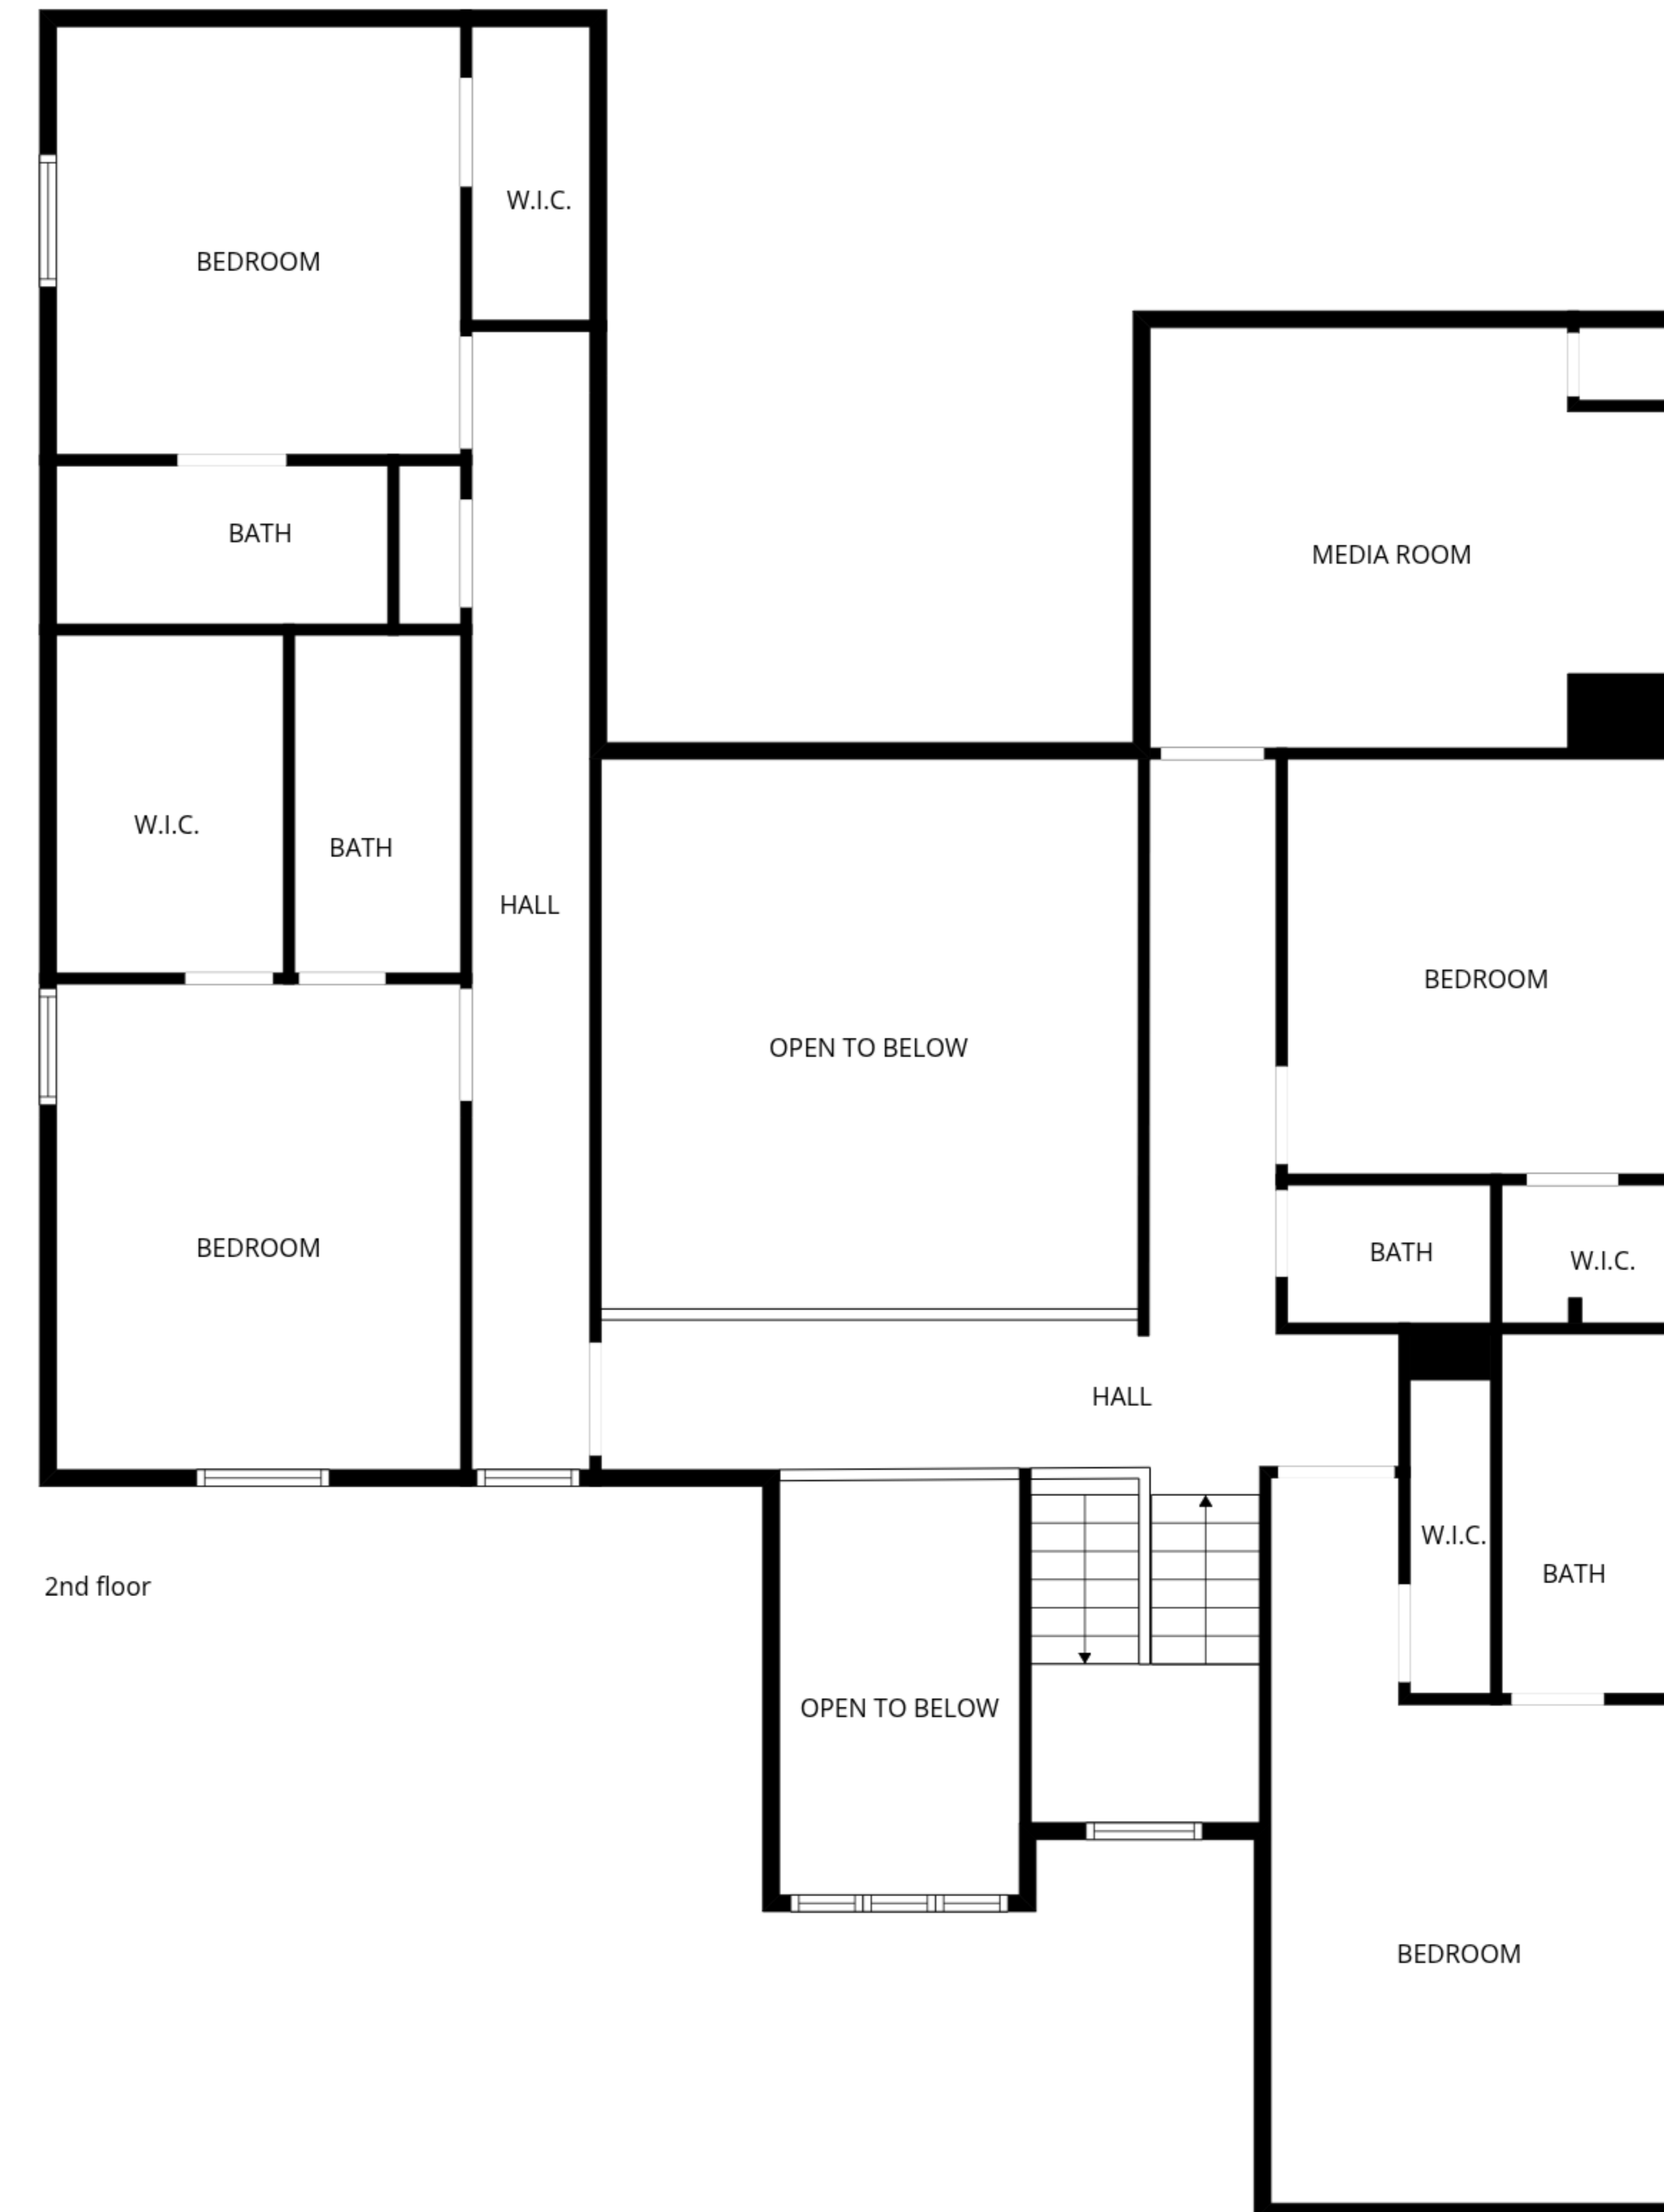 W.I.C.
BEDROOM
BATH
MEDIA ROOM
W.I.C.
BATH
HALL
BEDROOM
OPEN TO BELOW
BEDROOM
BATH
W.I.C.
HALL
W.I.C.
BATH
2nd floor
OPEN TO BELOW
BEDROOM